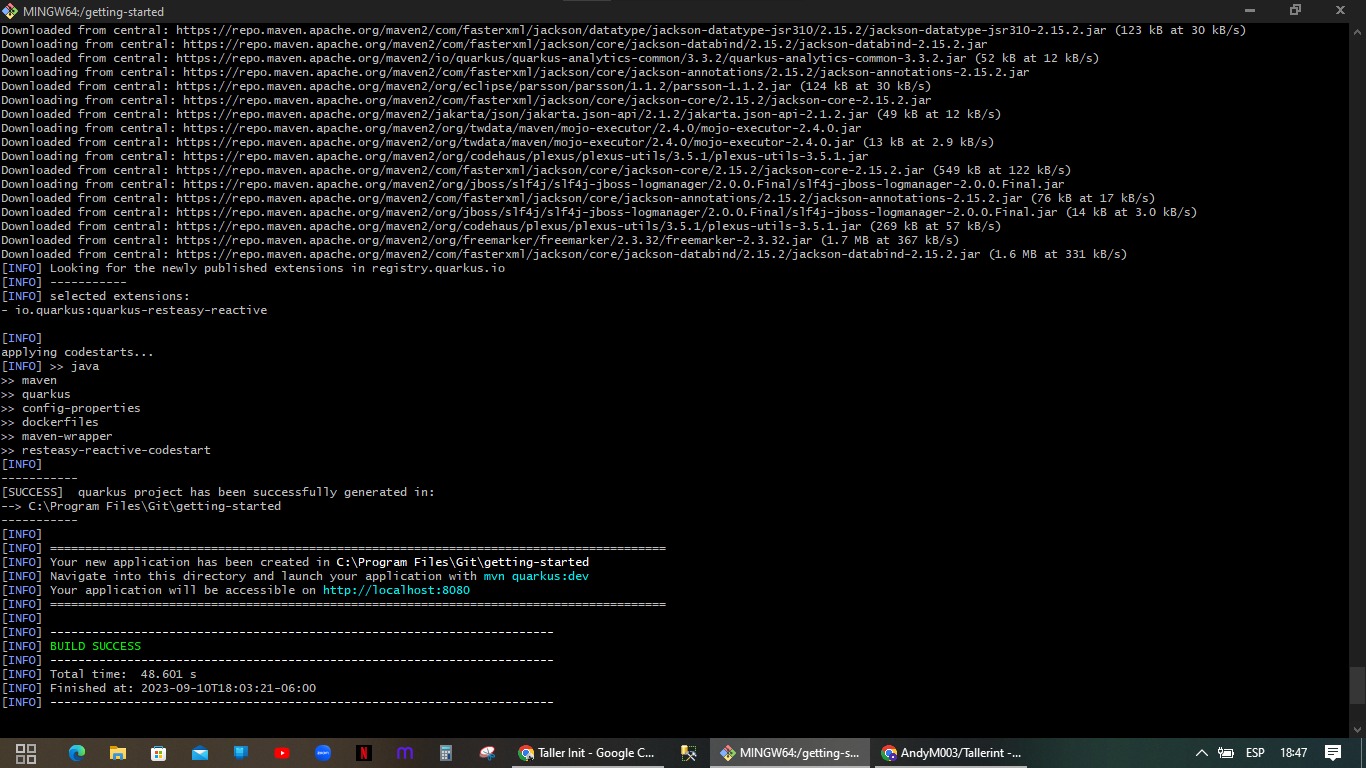 MINGW64:/getting-started
Downloaded from central: https://repo.maven.apache.org/maven2/com/fasterxml/jackson/datatype/jackson-datatype-jsr310/2.15.2/jackson-datatype-jsr310-2.15.2.jar (123 kB at 30 kB/s)
Downloading from central: https://repo.maven.apache.org/maven2/com/fasterxml/jackson/core/jackson-databind/2.15.2/jackson-databind-2.15.2.jar
Downloaded from central: https://repo.maven.apache.org/maven2/io/quarkus/quarkus-analytics-common/3.3.2/quarkus-analytics-common-3.3.2.jar (52 kB at 12 kB/s)
Downloading from central: https://repo.maven.apache.org/maven2/com/fasterxml/jackson/core/jackson-annotations/2.15.2/jackson-annotations-2.15.2.jar
Downloaded from central: https://repo.maven.apache.org/maven2/org/eclipse/parsson/parsson/1.1.2/parsson-1.1.2.jar (124 kB at 30 kB/s)
Downloading from central: https://repo.maven.apache.org/maven2/com/fasterxml/jackson/core/jackson-core/2.15.2/jackson-core-2.15.2.jar
Downloaded from central: https://repo.maven.apache.org/maven2/jakarta/json/jakarta.json-api/2.1.2/jakarta.json-api-2.1.2.jar (49 kB at 12 kB/s)
Downloading from central: https://repo.maven.apache.org/maven2/org/twdata/maven/mojo-executor/2.4.0/mojo-executor-2.4.0.jar
Downloaded from central: https://repo.maven.apache.org/maven2/org/twdata/maven/mojo-executor/2.4.0/mojo-executor-2.4.0.jar (13 kB at 2.9 kB/s)
Downloading from central: https://repo.maven.apache.org/maven2/org/codehaus/plexus/plexus-utils/3.5.1/plexus-utils-3.5.1.jar
Downloaded from central: https://repo.maven.apache.org/maven2/com/fasterxml/jackson/core/jackson-core/2.15.2/jackson-core-2.15.2.jar (549 kB at 122 kB/s)
Downloading from central: https://repo.maven.apache.org/maven2/org/jboss/slf4j/slf4j-jboss-logmanager/2.0.0.Final/slf4j-jboss-logmanager-2.0.0.Final.jar
Downloaded from central: https://repo.maven.apache.org/maven2/com/fasterxml/jackson/core/jackson-annotations/2.15.2/jackson-annotations-2.15.2.jar (76 kB at 17 kB/s)
Downloaded from central: https://repo.maven.apache.org/maven2/org/jboss/slf4j/slf4j-jboss-logmanager/2.0.0.Final/slf4j-jboss-logmanager-2.0.0.Final.jar (14 kB at 3.0 kB/s)
Downloaded from central: https://repo.maven.apache.org/maven2/org/codehaus/plexus/plexus-utils/3.5.1/plexus-utils-3.5.1.jar (269 kB at 57 kB/s)
Downloaded from central: https://repo.maven.apache.org/maven2/org/freemarker/freemarker/2.3.32/freemarker-2.3.32.jar (1.7 MB at 367 kB/s)
Downloaded from central: https://repo.maven.apache.org/maven2/com/fasterxml/jackson/core/jackson-databind/2.15.2/jackson-databind-2.15.2.jar (1.6 MB at 331 kB/s)
[INFO] Looking for the newly published extensions in registry.quarkus.io
[INFO] -----------
[INFO] selected extensions:
- io.quarkus:quarkus-resteasy-reactive
[INFO]
applying codestarts...
[INFO] >> java
>> maven
>> quarkus
>> config-properties
>> dockerfiles
>> maven-wrapper
>> resteasy-reactive-codestart
[INFO]
-----------
[SUCCESS]  quarkus project has been successfully generated in:
--> C:\Program Files\Git\getting-started
-----------
[INFO]
[INFO] ========================================================================================
[INFO] Your new application has been created in C:\Program Files\Git\getting-started
[INFO] Navigate into this directory and launch your application with mvn quarkus:dev
[INFO] Your application will be accessible on http://localhost:8080
[INFO] ========================================================================================
[INFO]
[INFO] ------------------------------------------------------------------------
[INFO] BUILD SUCCESS
[INFO] ------------------------------------------------------------------------
[INFO] Total time:  48.601 s
[INFO] Finished at: 2023-09-10T18:03:21-06:00
[INFO] ------------------------------------------------------------------------
Taller Init - Google C...
MINGW64:/getting-s...
AndyM003/Tallerint -...
ESP
18:47